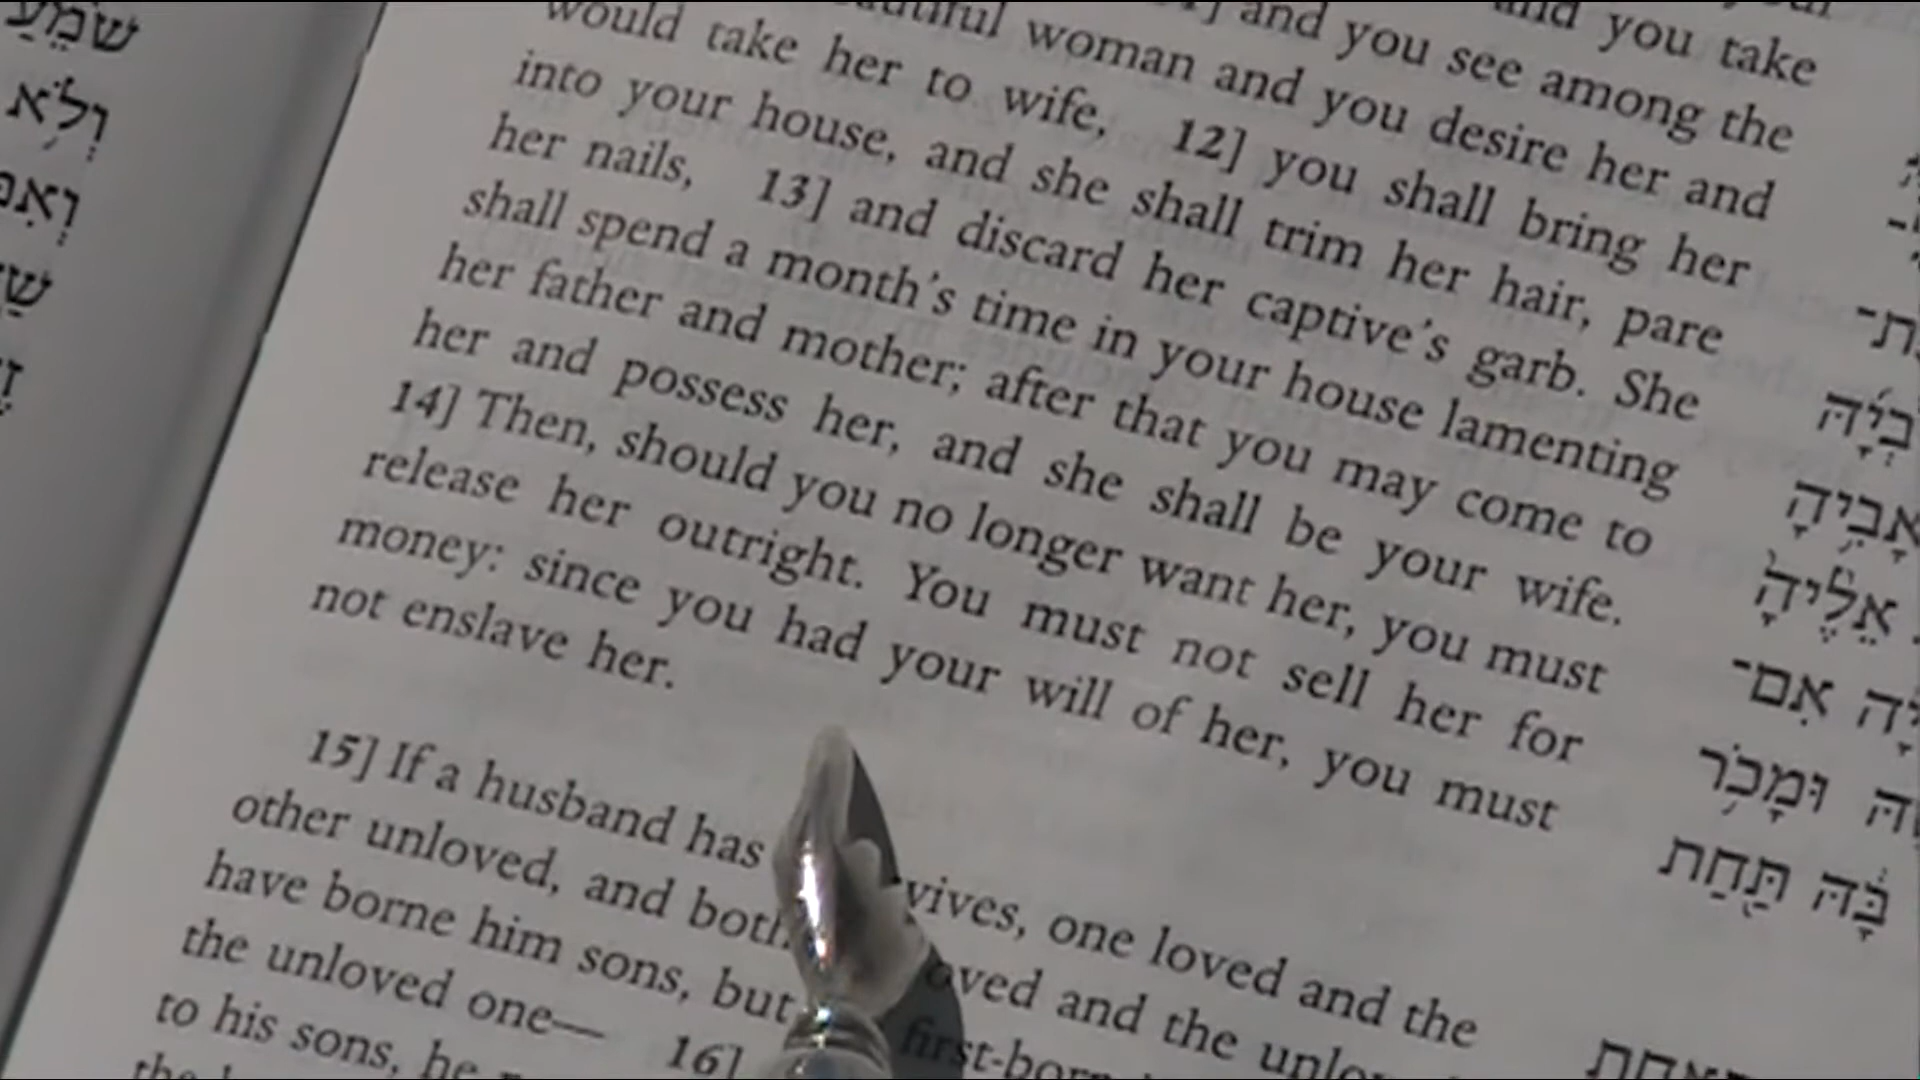 וְלֹ֥א
and you take
and you see among the
woman and you desire her and
would take her to wife, 12] you shall bring her
into your house, and she shall trim her hair, pare
her nails, 13] and discard her captive's garb. She
shall spend a month's time in your house lamenting
her father and mother; after that you may come to
her and possess her, and she shall be your wife.
14] Then, should you no longer want her, you must
release her outright. You must not sell her for
money: since you had your will of her, you must
not enslave her.
15] If a husband has one loved and the
other unloved, and both and the
have borne him sons, but first-born
the unloved one— 16]
to his sons, he
אָבִ֥יהָ
אֵלֶ֙יהָ֙
אִם־
וּמָכֹ֥ר
בָּ֔הּ תַּ֖חַת